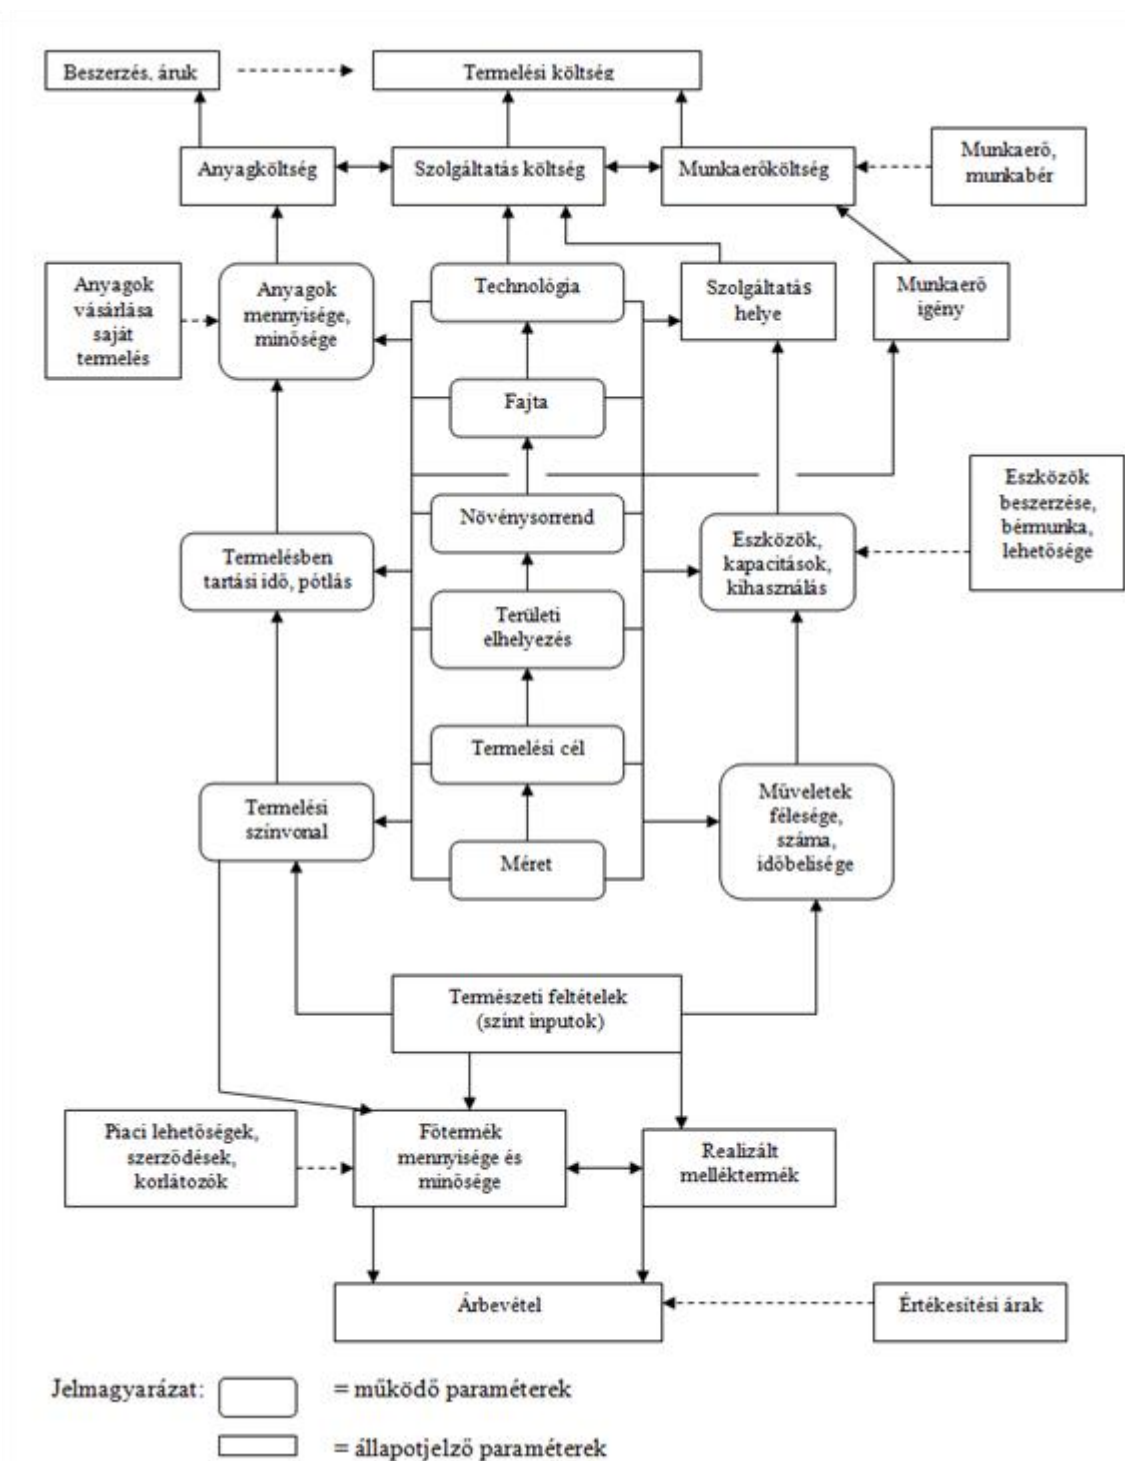 Beszerzés, áruk
Termelési költség
Anyagköltség
Szolgáltatás költség
Munkaerőköltség
Munkaerő,
munkabér
Anyagok
vásárlása
saját
termelés
Anyagok
mennyisége,
minősége
Technológia
Szolgáltatás
helye
Munkaerő
igény
Fajta
Növénysorrend
Eszközök,
kapacitások,
kihasználás
Eszközök
beszerzése,
bérmunka,
lehetősége
Termelésben
tartási idő, pótlás
Területi
elhelyezés
Termelési cél
Termelési
színvonal
Műveletek
félesége,
száma,
időbelisége
Méret
Természeti feltételek
(színt inputok)
Piaci lehetőségek,
szerződések,
korlátozók
Főtermék
mennyisége és
minősége
Realizált
melléktermék
Árbevétel
Értékesítési árak
Jelmagyarázat:
= működő paraméterek
= állapotjelző paraméterek